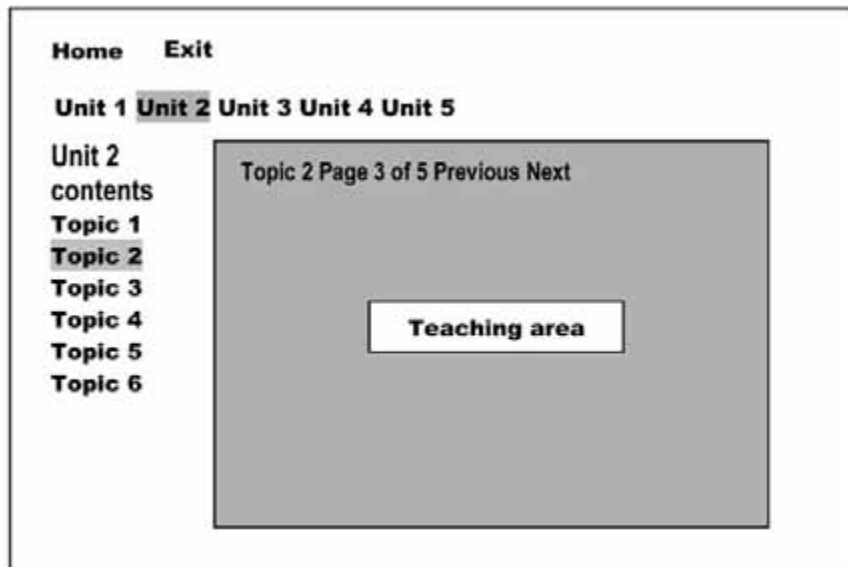 Home Exit
Unit 1 Unit 2 Unit 3 Unit 4 Unit 5
Unit 2
contents
Topic 1
Topic 2
Topic 3
Topic 4
Topic 5
Topic 6
Topic 2 Page 3 of 5 Previous Next
Teaching area